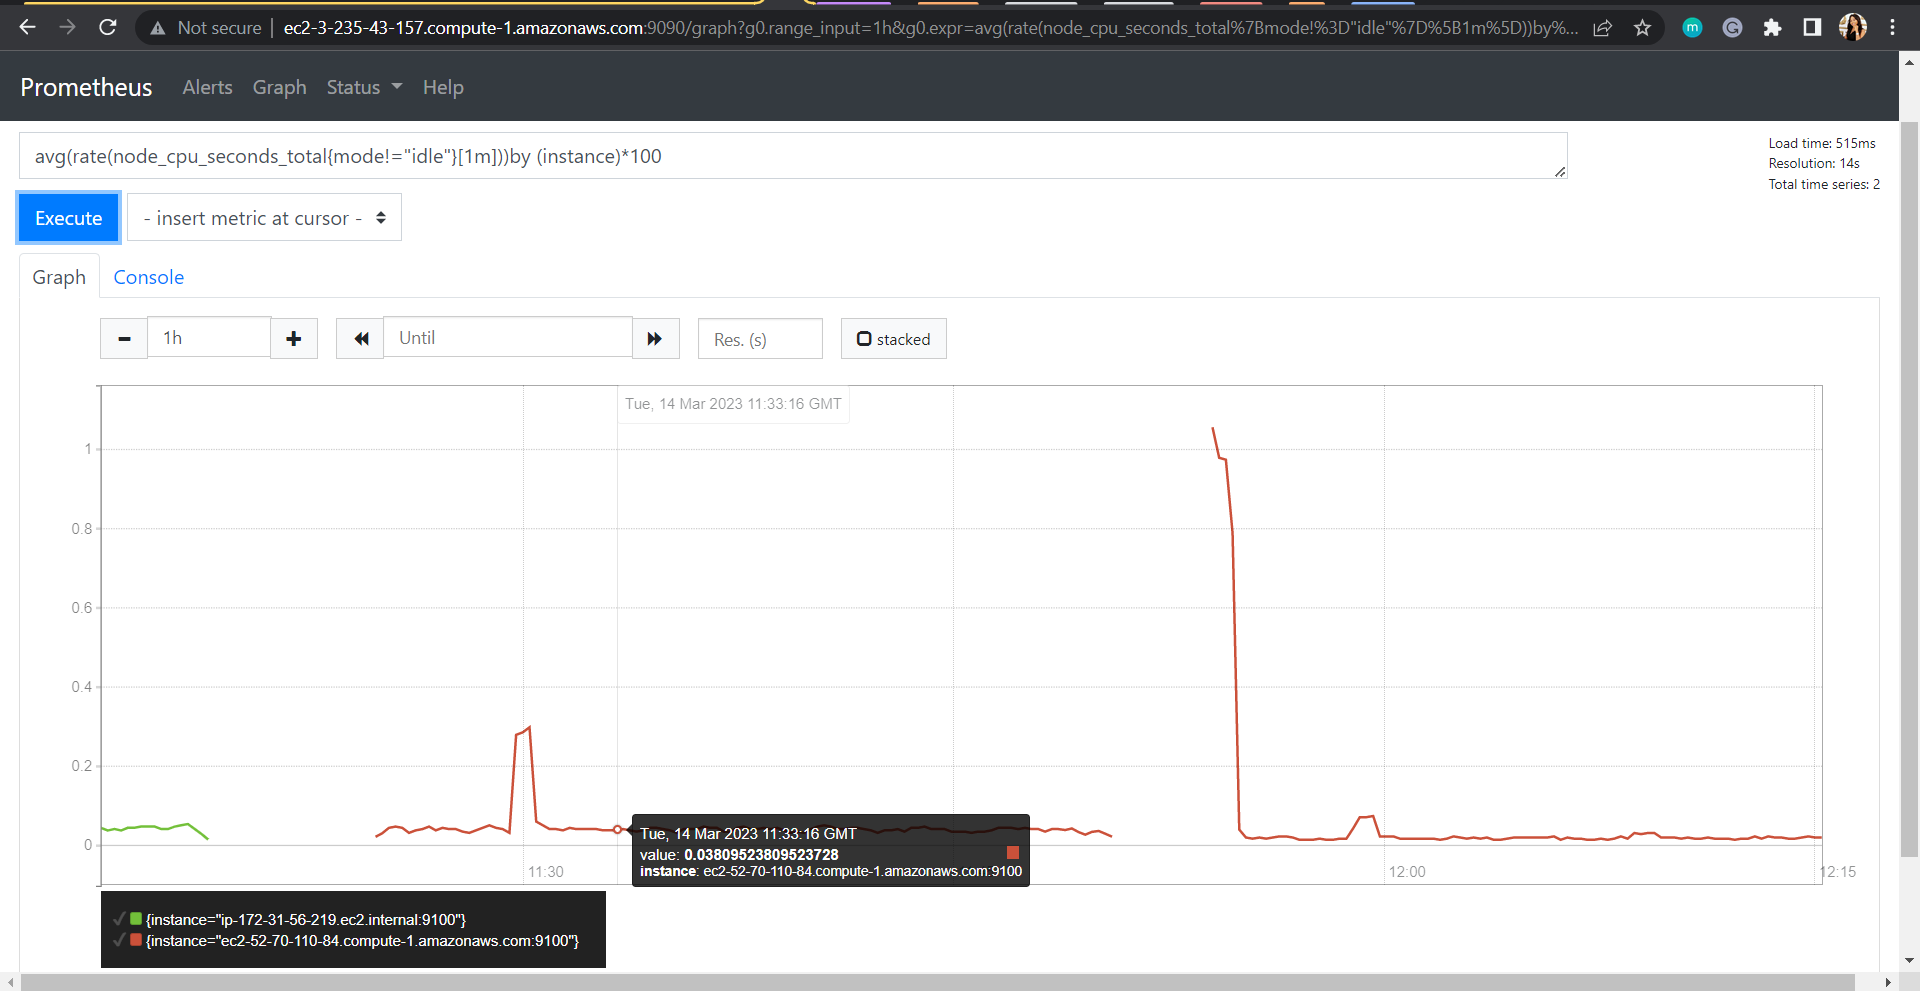 Not secure | ec2-3-235-43-157.compute-1.amazonaws.com:9090/graph?g0.range_input=1h&g0.expr=avg(rate(node_cpu_seconds_total%7Bmode!%3D"idle"%7D%5B1m%5D))by%...
m
G
Prometheus Alerts Graph Status Help
avg(rate(node_cpu_seconds_total{mode!="idle"}[1m]))by (instance)*100
Load time: 515ms
Resolution: 14s
Total time series: 2
Execute - insert metric at cursor -
Graph Console
1h Until Res. (s) stacked
Tue, 14 Mar 2023 11:33:16 GMT
1
0.8
0.6
0.4
0.2
0
Tue, 14 Mar 2023 11:33:16 GMT
value: 0.03809523809523728
instance: ec2-52-70-110-84.compute-1.amazonaws.com:9100
11:30 12:00 12:15
✓ {instance="ip-172-31-56-219.ec2.internal:9100"}
✓ {instance="ec2-52-70-110-84.compute-1.amazonaws.com:9100"}